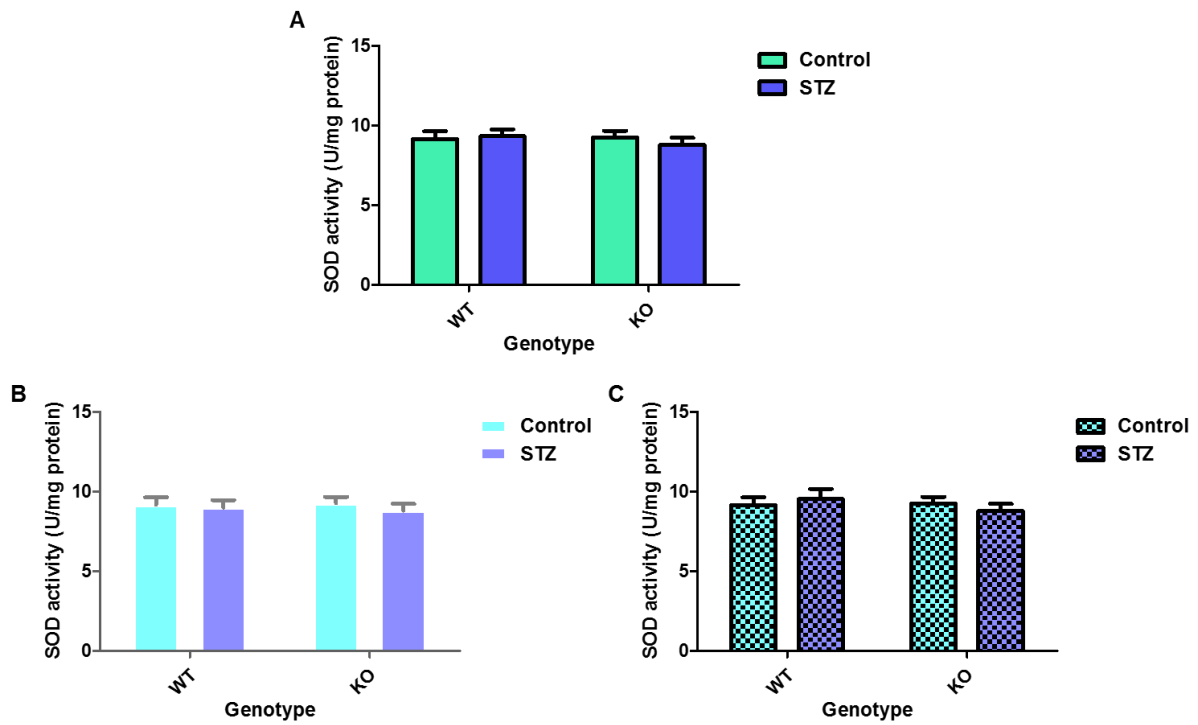 A
SOD activity (U/mg protein)
15
10
5
0
WT
KO
Genotype
Control
STZ
B
SOD activity (U/mg protein)
15
10
5
0
WT
KO
Genotype
Control
STZ
C
SOD activity (U/mg protein)
15
10
5
0
WT
KO
Genotype
Control
STZ